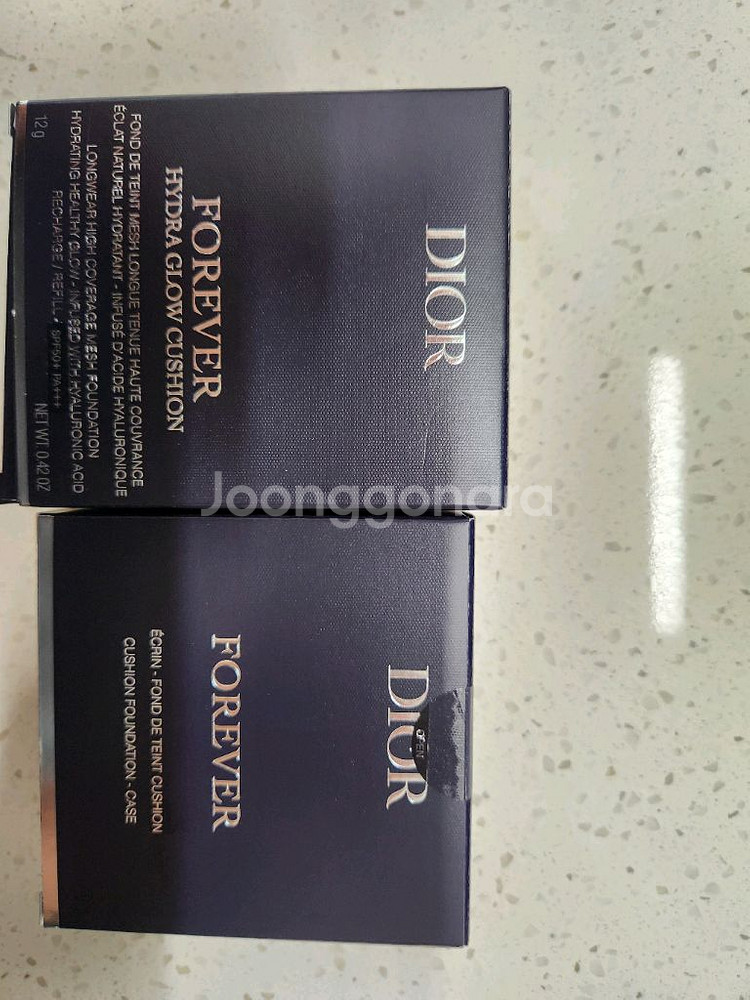 DIOR
FOREVER
HYDRA GLOW CUSHION
FOND DE TEINT MESH LONGUE TENUE HAUTE COUVRANCE
ÉCLAT NATUREL HYDRATANT - INFUSÉ D'ACIDE HYALURONIQUE
LONGWEAR HIGH COVERAGE MESH FOUNDATION
HYDRATING HEALTHY GLOW - INFUSED WITH HYALURONIC ACID
RECHARGE / REFILL • SPF50+ PA+++
12 g NET WT. 0.42 OZ
Joonggonara
DIOR
OPEN
FOREVER
ÉCRIN - FOND DE TEINT CUSHION
CUSHION FOUNDATION - CASE